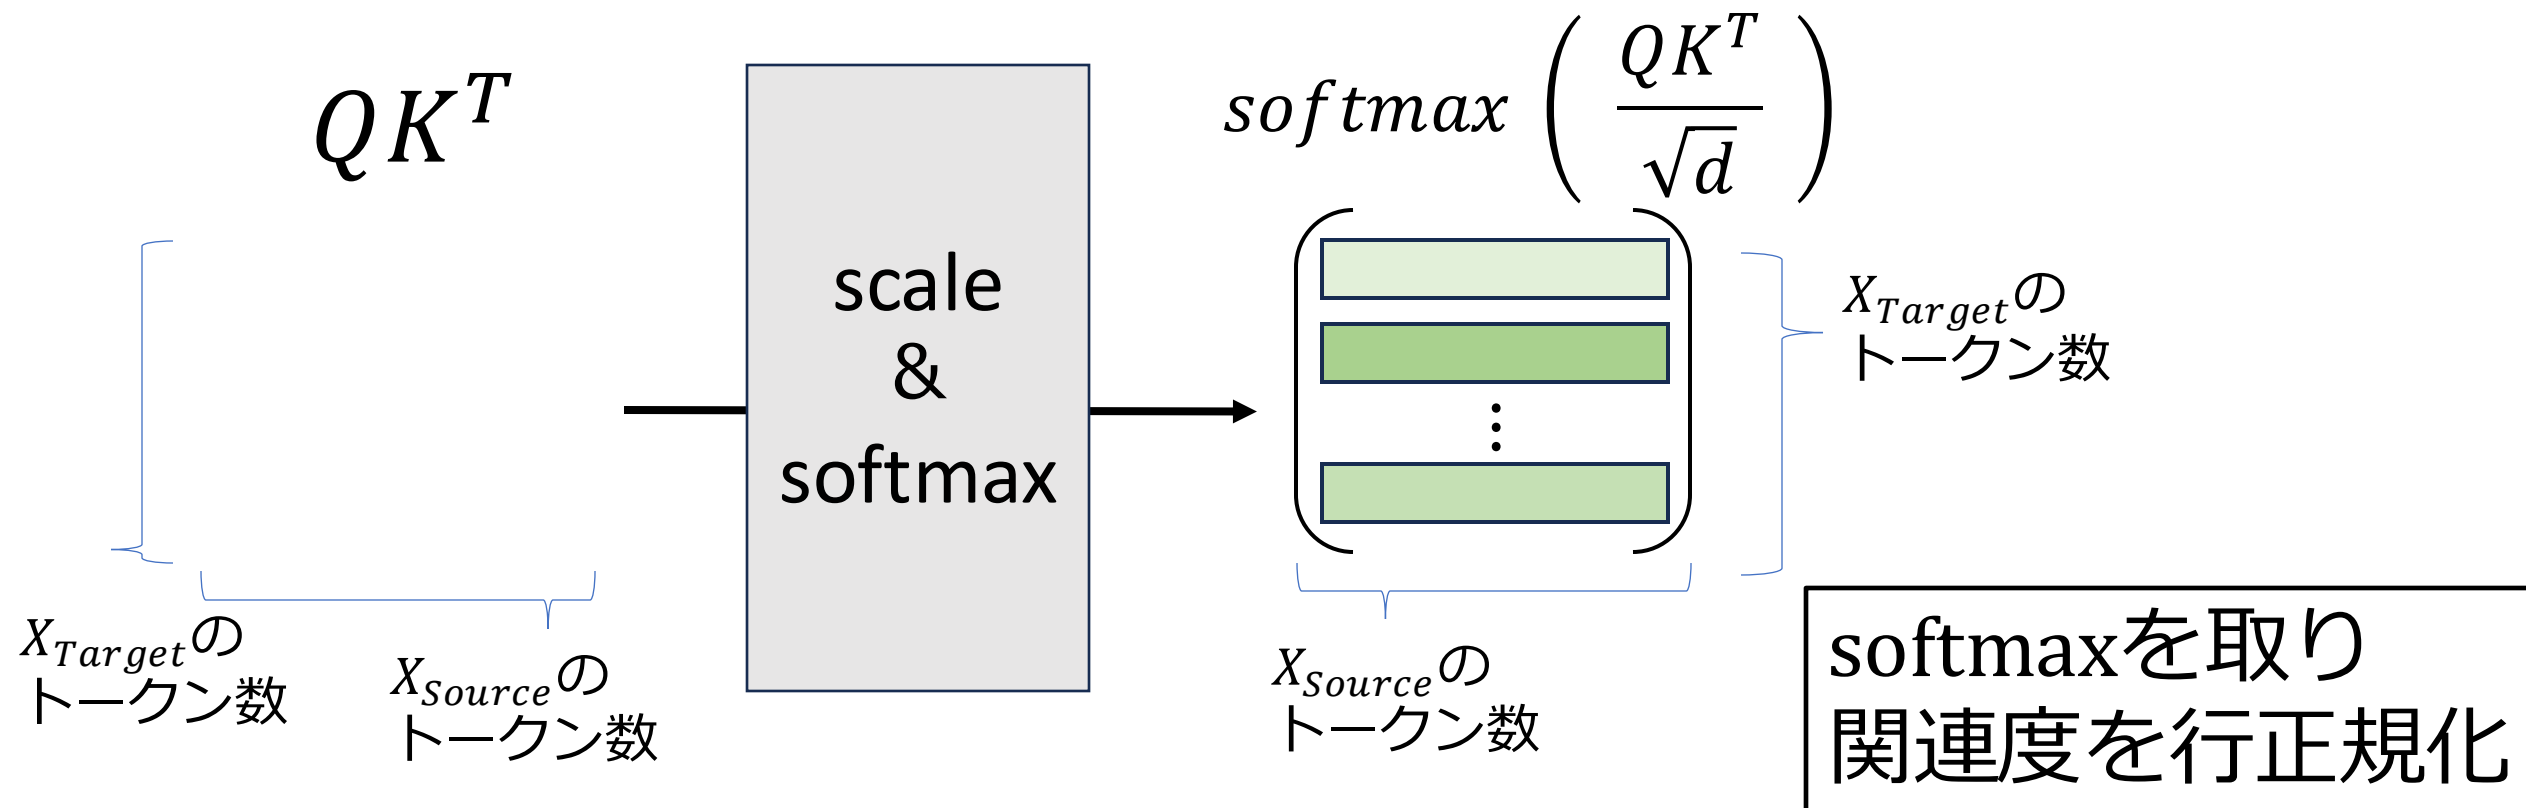 QK^T
scale
&
softmax
softmax ( QK^T / √d )
⋮
X_Targetの
トークン数
X_Sourceの
トークン数
X_Sourceの
トークン数
X_Targetの
トークン数
softmaxを取り
関連度を行正規化